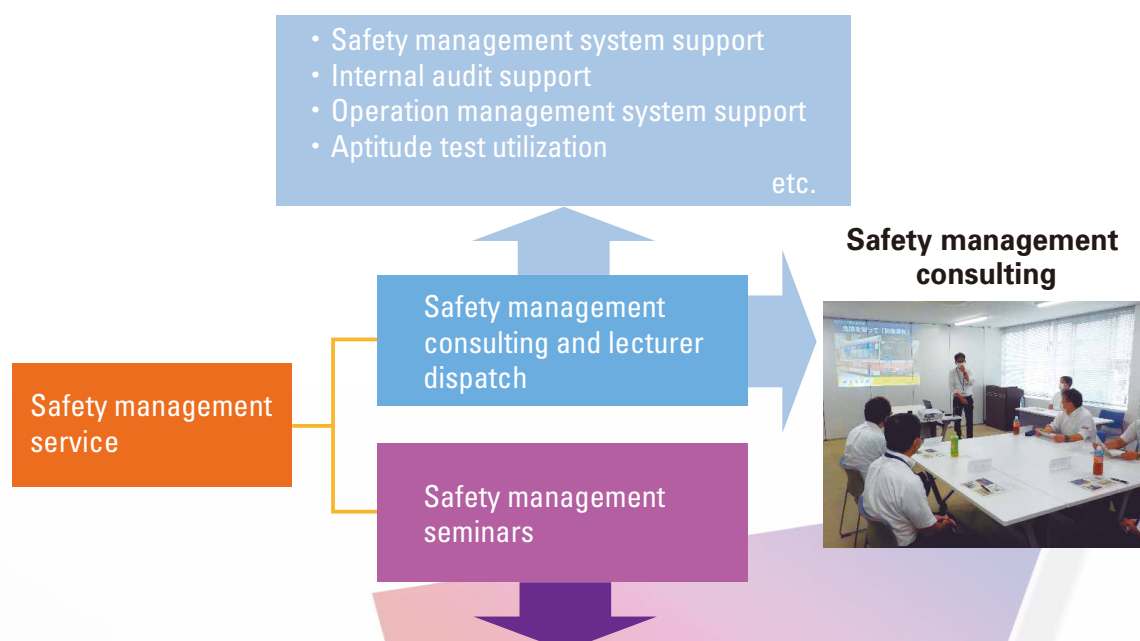 ・Safety management system support
・Internal audit support
・Operation management system support
・Aptitude test utilization
etc.
Safety management
consulting
Safety management
consulting and lecturer
dispatch
Safety management
service
Safety management
seminars